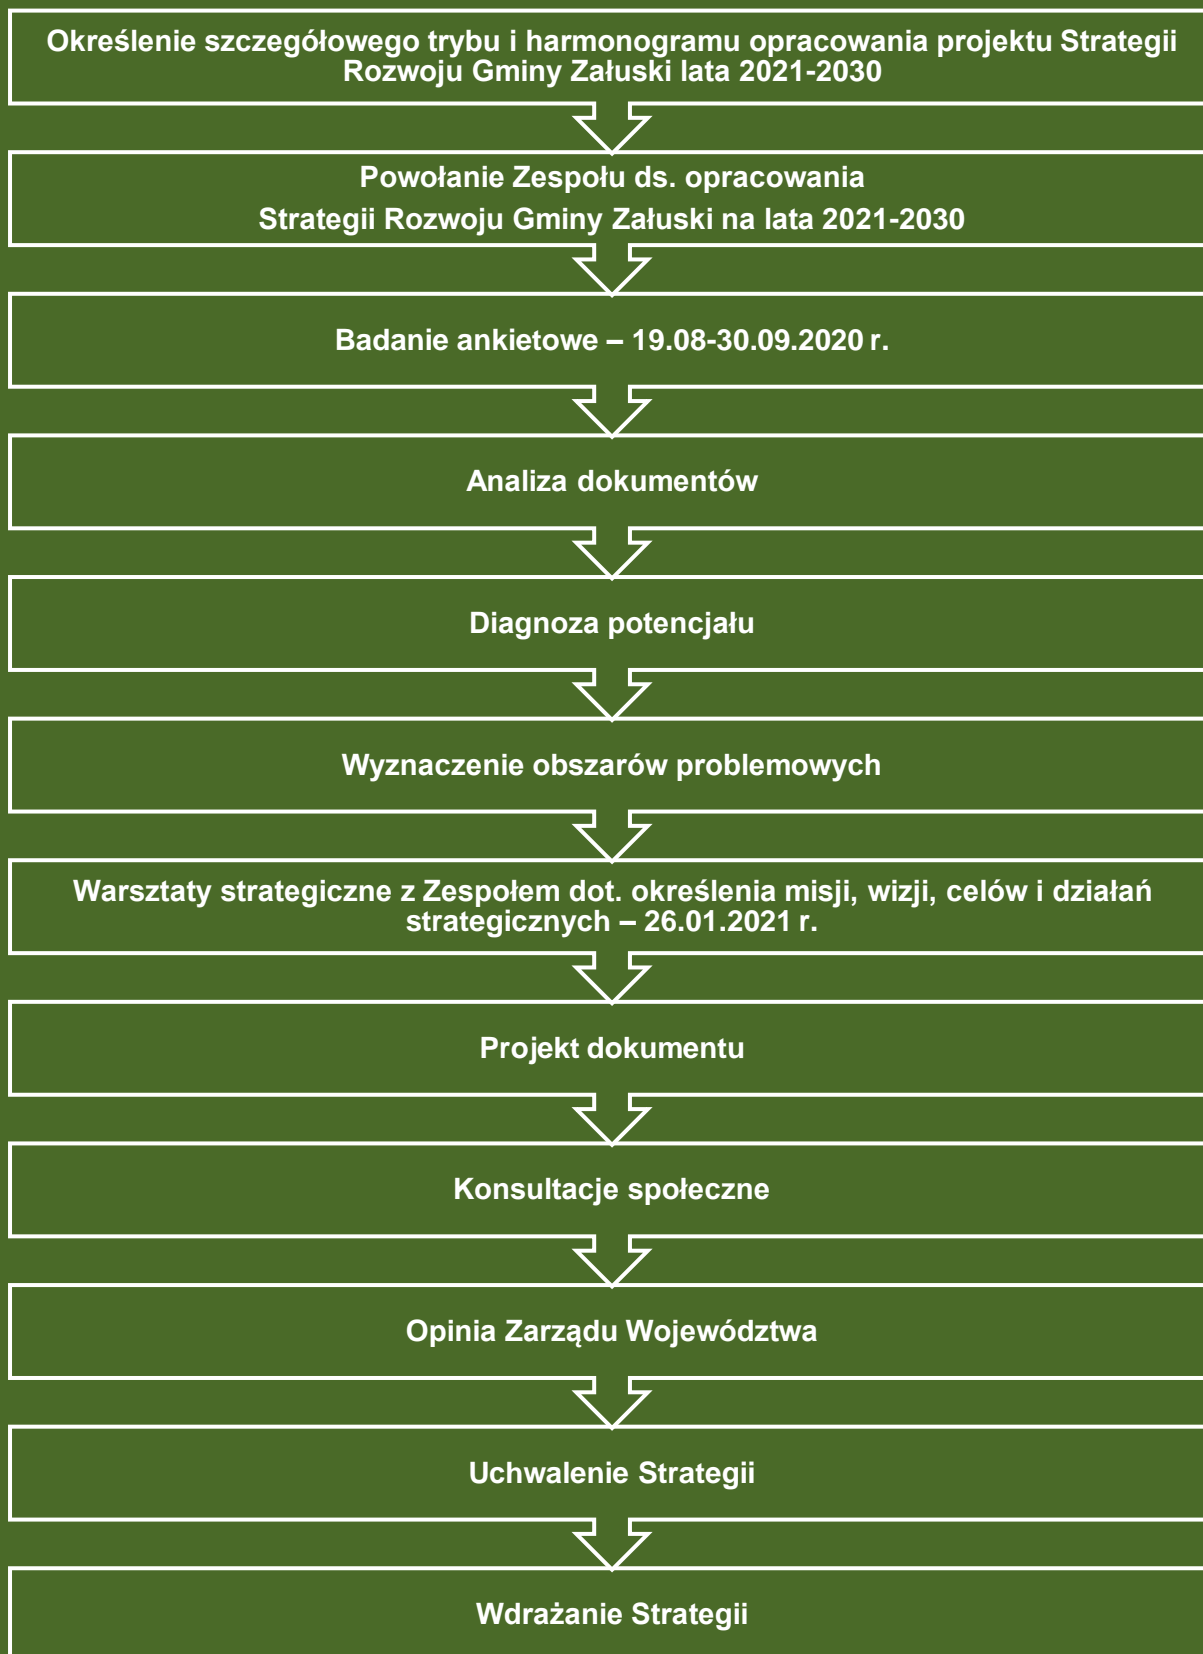 Określenie szczegółowego trybu i harmonogramu opracowania projektu Strategii
Rozwoju Gminy Załuski lata 2021-2030
Powołanie Zespołu ds. opracowania
Strategii Rozwoju Gminy Załuski na lata 2021-2030
Badanie ankietowe – 19.08-30.09.2020 r.
Analiza dokumentów
Diagnoza potencjału
Wyznaczenie obszarów problemowych
Warsztaty strategiczne z Zespołem dot. określenia misji, wizji, celów i działań
strategicznych – 26.01.2021 r.
Projekt dokumentu
Konsultacje społeczne
Opinia Zarządu Województwa
Uchwalenie Strategii
Wdrażanie Strategii